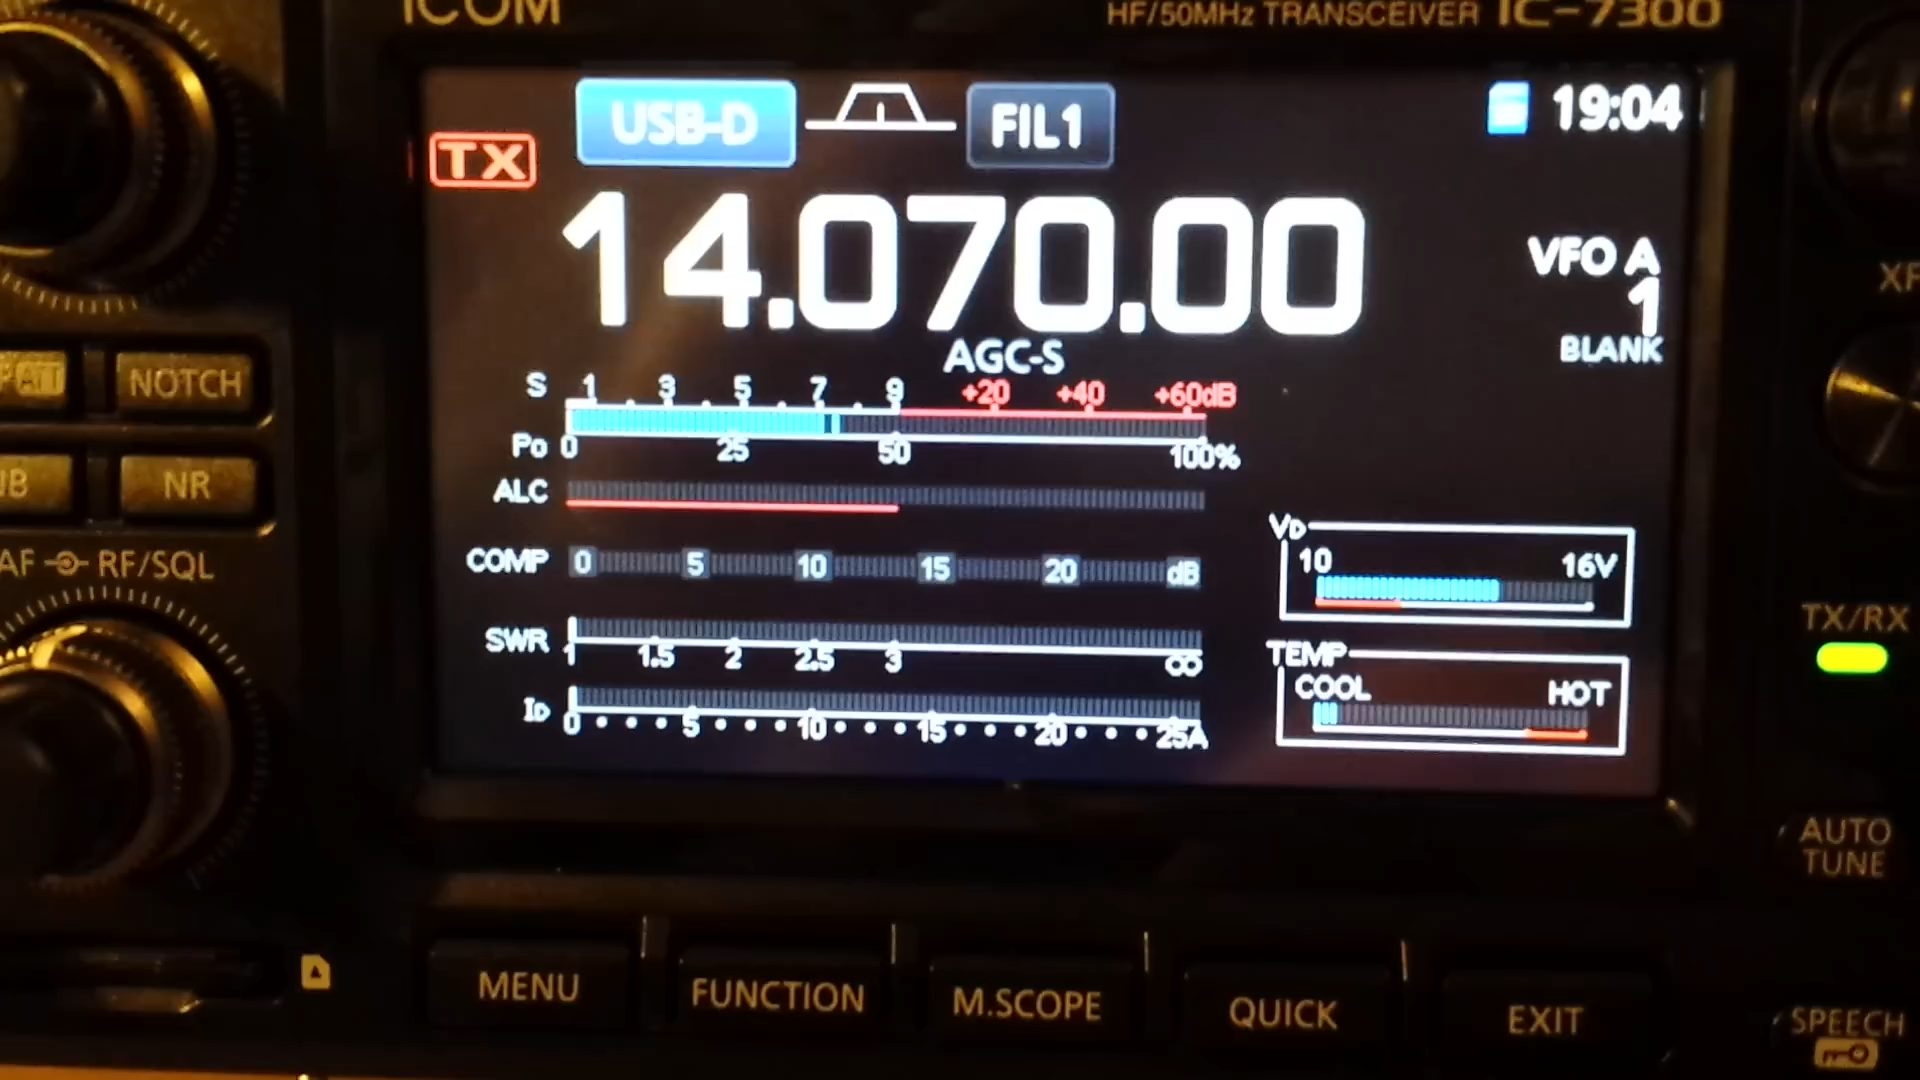 ICOM
HF/50MHz TRANSCEIVER IC-7300
USB-D FIL1 19:04
TX
14.070.00
VFO A
1
BLANK
AGC-S
S 1 3 5 7 9 +20 +40 +60dB
Po 0 25 50 100%
ALC
COMP 0 5 10 15 20 dB
SWR 1 1.5 2 2.5 3 ∞
ID 0 5 10 15 20 25A
VD
10 16V
TEMP
COOL HOT
ATT
NOTCH
NR
AF RF/SQL
TX/RX
AUTO
TUNE
MENU
FUNCTION
M.SCOPE
QUICK
EXIT
SPEECH